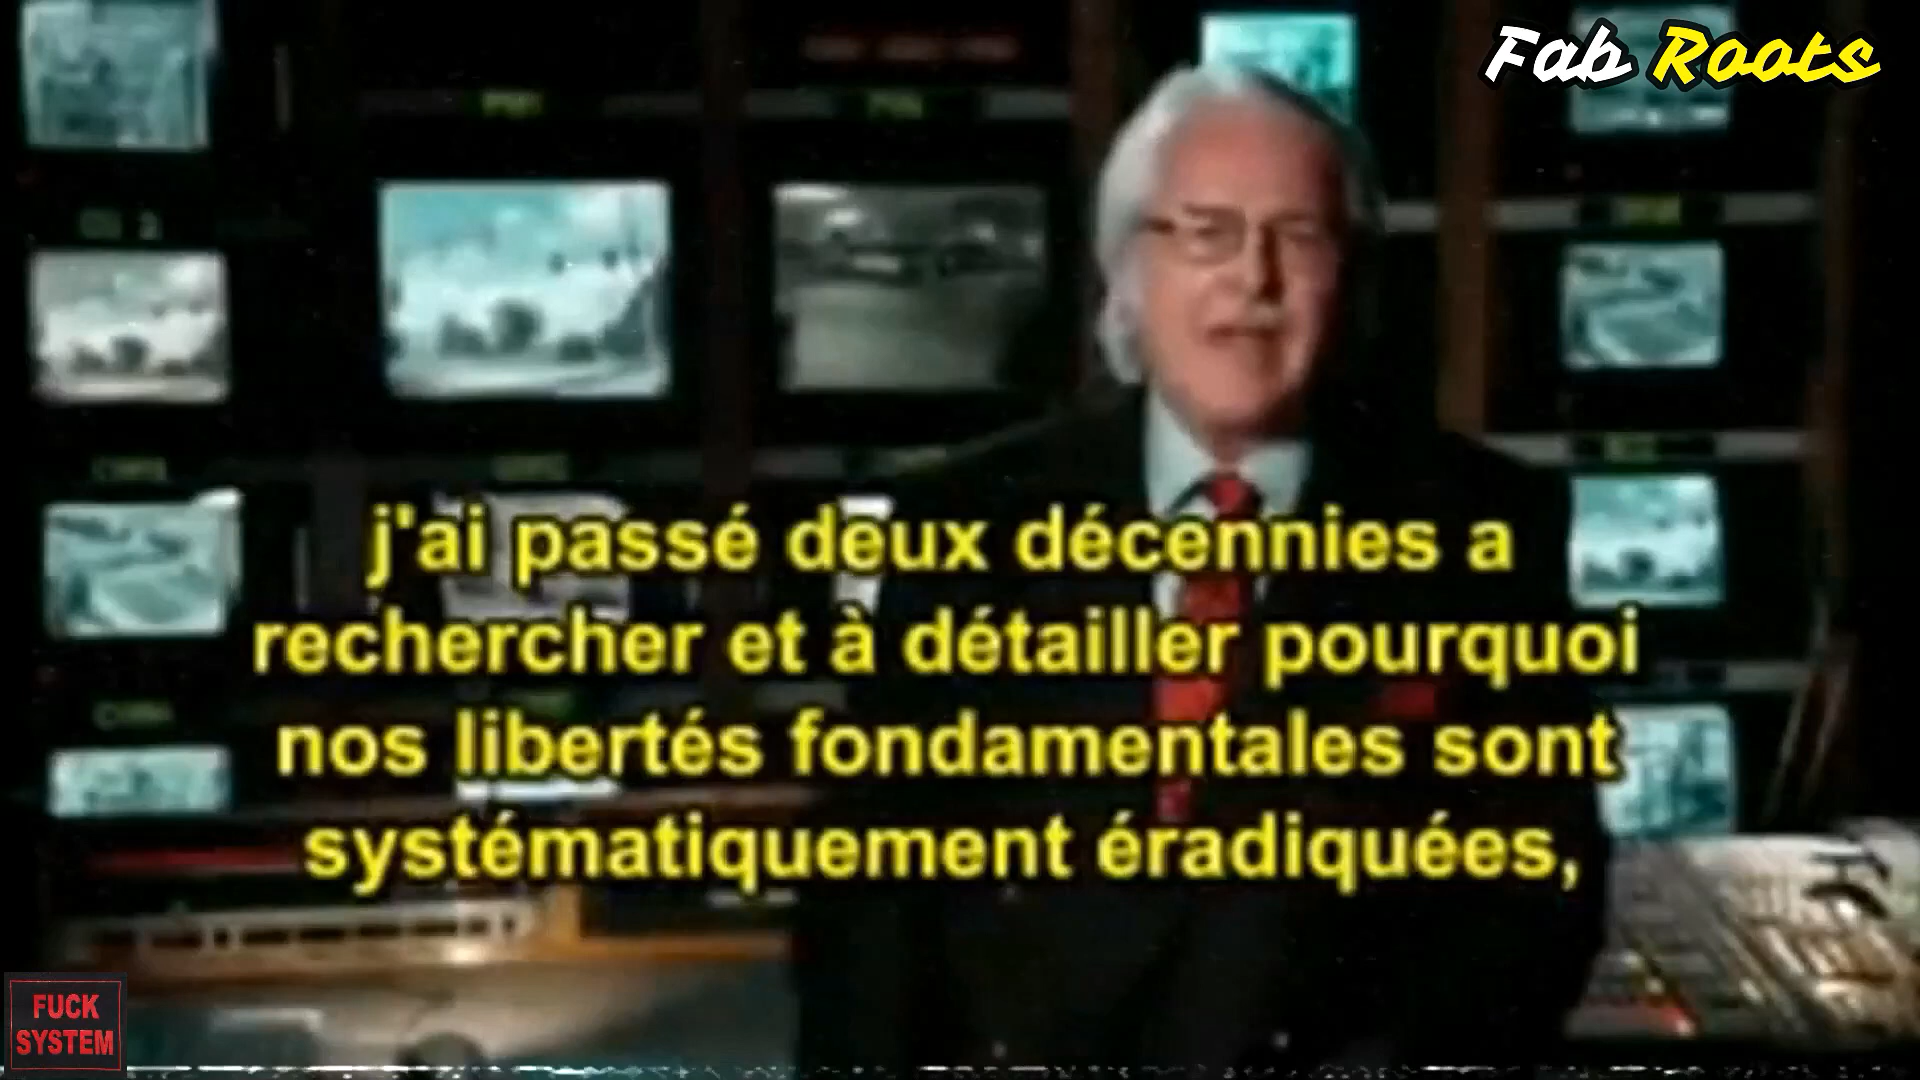 Fab Roots
j'ai passé deux décennies a
rechercher et à détailler pourquoi
nos libertés fondamentales sont
systématiquement éradiquées,
FUCK
SYSTEM